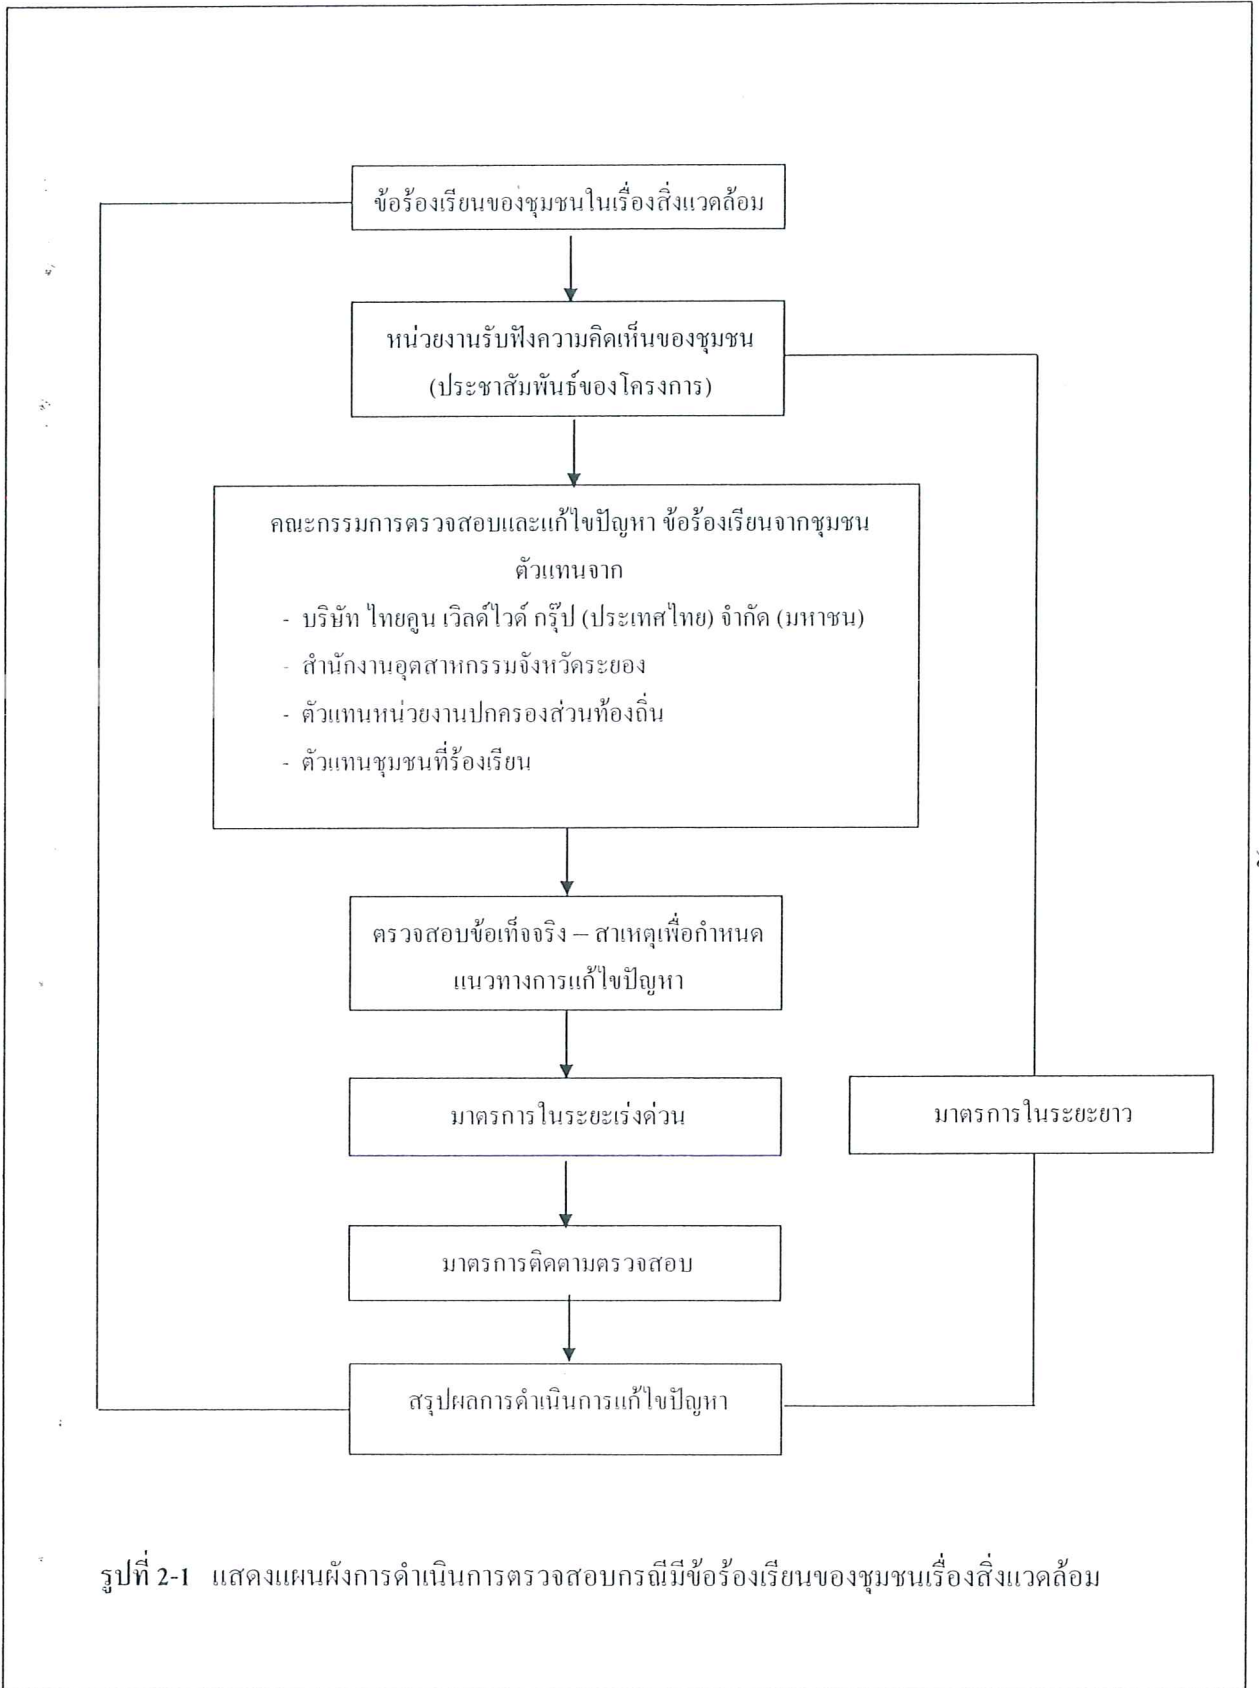 ข้อร้องเรียนของชุมชนในเรื่องสิ่งแวดล้อม
หน่วยงานรับฟังความคิดเห็นของชุมชน
(ประชาสัมพันธ์ของโครงการ)
คณะกรรมการตรวจสอบและแก้ไขปัญหา ข้อร้องเรียนจากชุมชน
ตัวแทนจาก
- บริษัท ไทยคูน เวิลด์ไวด์ กรุ๊ป (ประเทศไทย) จำกัด (มหาชน)
- สำนักงานอุตสาหกรรมจังหวัดระยอง
- ตัวแทนหน่วยงานปกครองส่วนท้องถิ่น
- ตัวแทนชุมชนที่ร้องเรียน
ตรวจสอบข้อเท็จจริง – สาเหตุเพื่อกำหนด
แนวทางการแก้ไขปัญหา
มาตรการในระยะเร่งด่วน
มาตรการในระยะยาว
มาตรการติดตามตรวจสอบ
สรุปผลการดำเนินการแก้ไขปัญหา
รูปที่ 2-1 แสดงแผนผังการดำเนินการตรวจสอบกรณีมีข้อร้องเรียนของชุมชนเรื่องสิ่งแวดล้อม